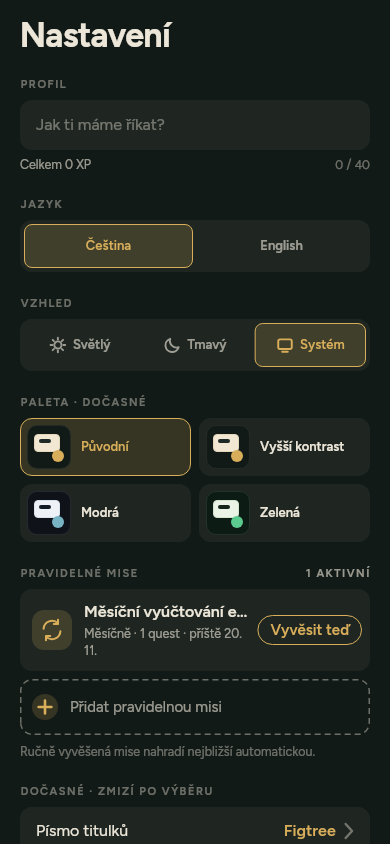 Nastavení
PROFIL
Jak ti máme říkat?
Celkem 0 XP
0 / 40
JAZYK
Čeština
English
VZHLED
Světlý
Tmavý
Systém
PALETA · DOČASNÉ
Původní
Vyšší kontrast
Modrá
Zelená
PRAVIDELNÉ MISE
1 AKTIVNÍ
Měsíční vyúčtování e...
Měsíčně · 1 quest · příště 20.
11.
Vyvěsit teď
Přidat pravidelnou misi
Ručně vyvěšená mise nahradí nejbližší automatickou.
DOČASNÉ · ZMIZÍ PO VÝBĚRU
Písmo titulků
Figtree